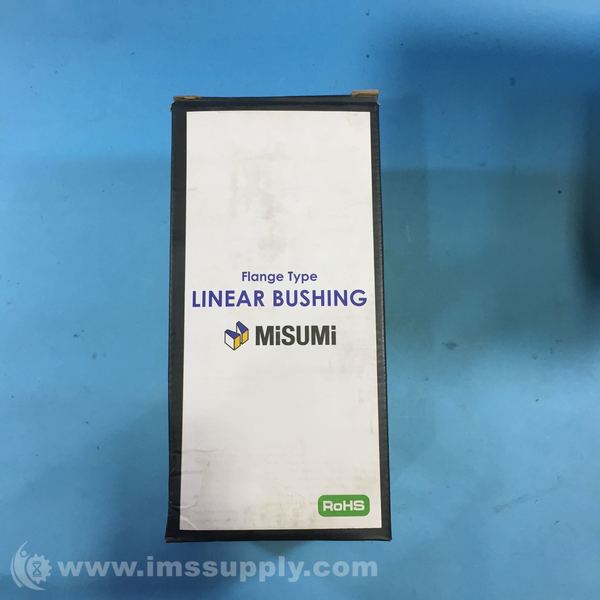 Flange Type
LINEAR BUSHING
MiSUMi
RoHS
www.imssupply.com